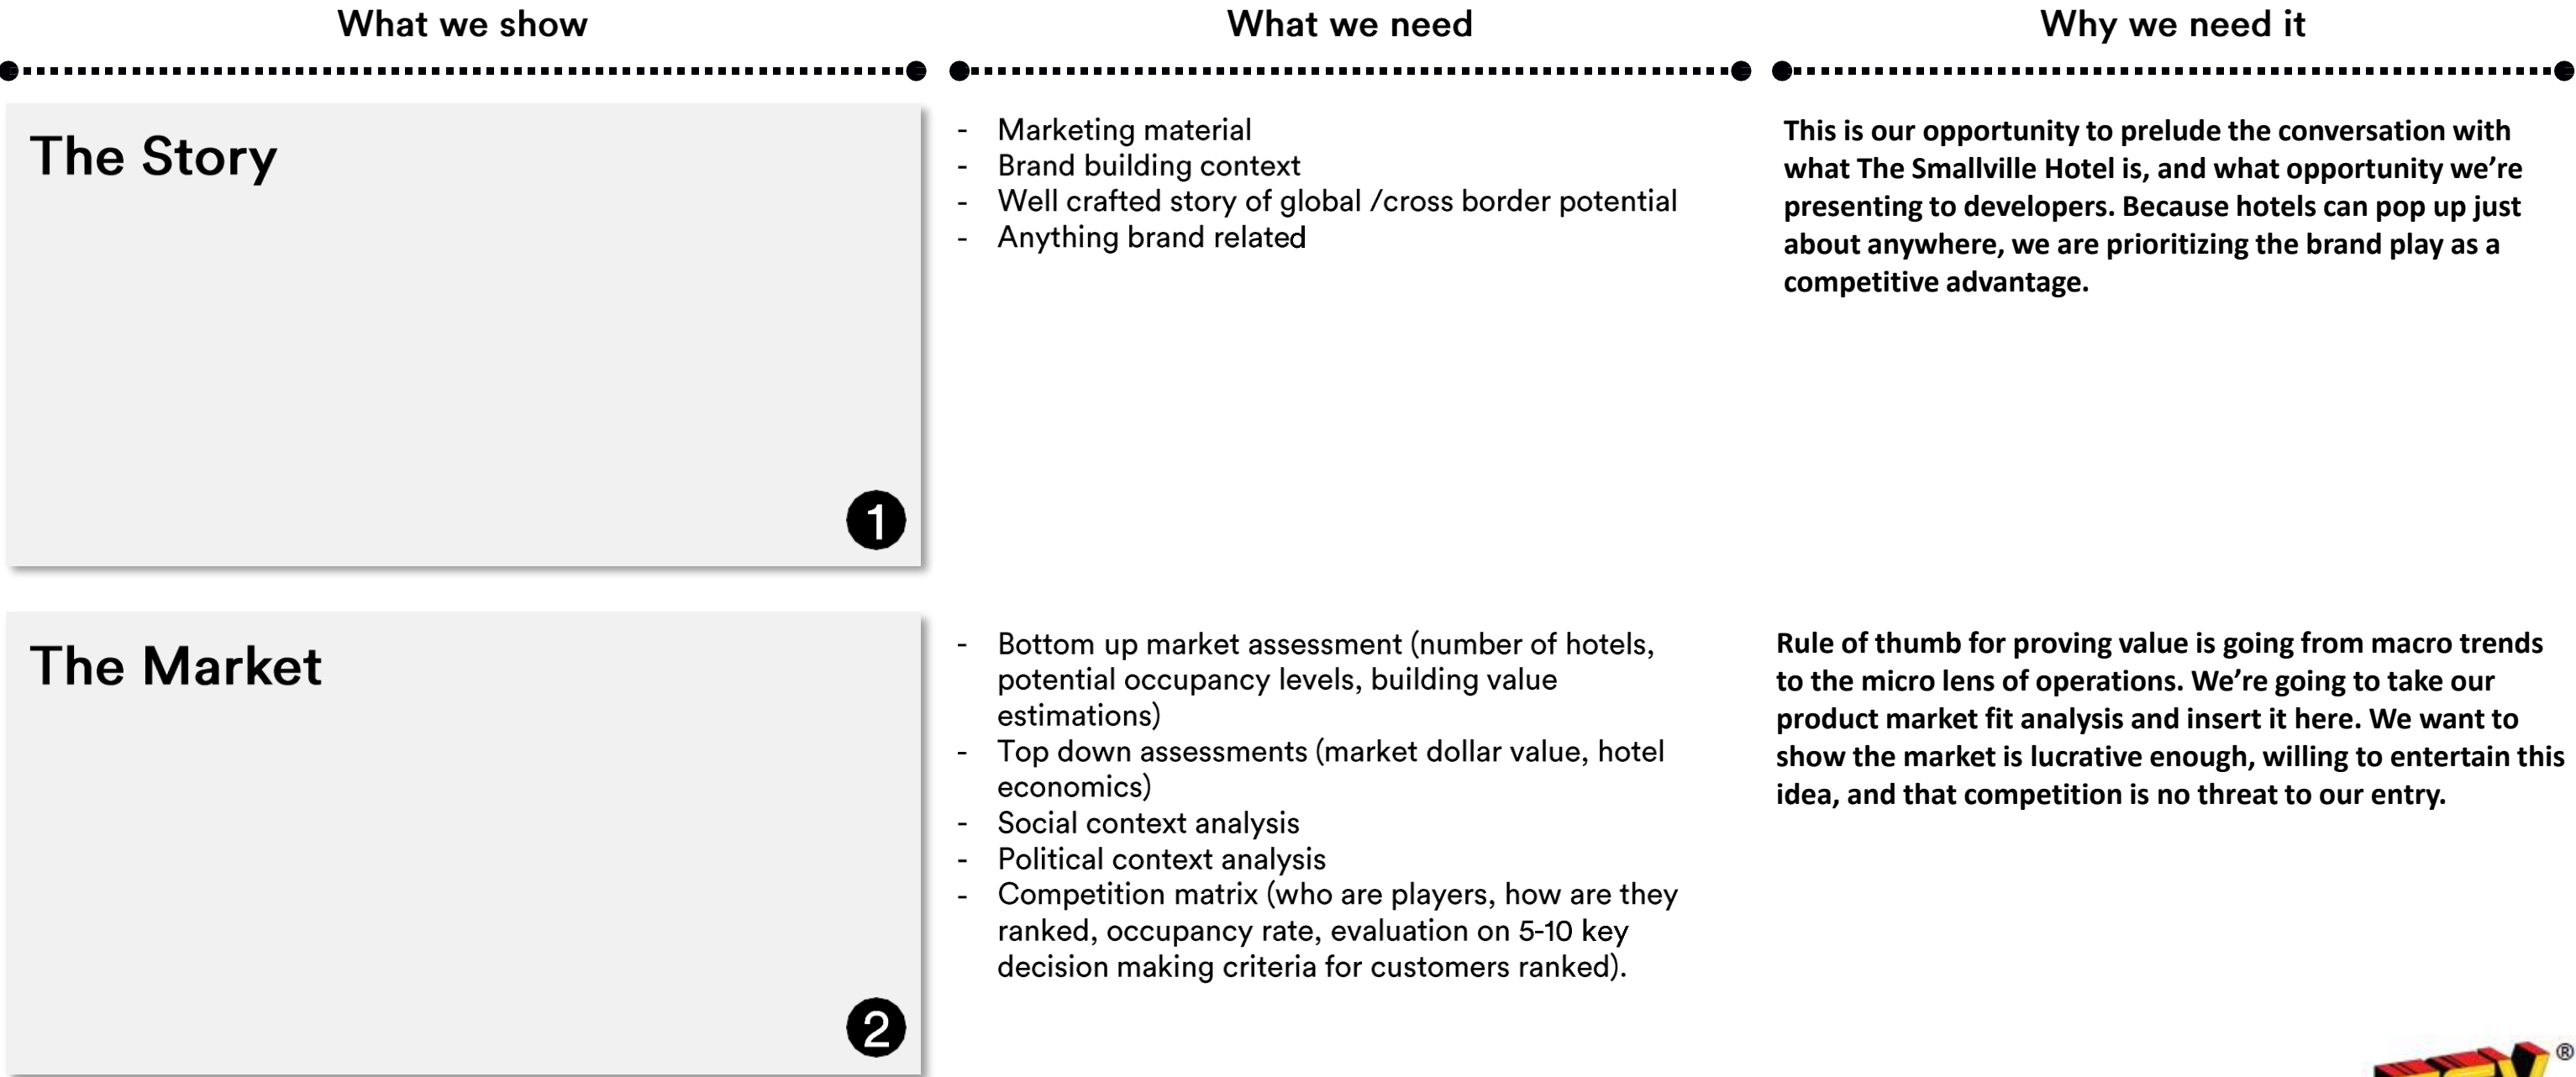 What we show
What we need
Why we need it
The Story
1
- Marketing material
- Brand building context
- Well crafted story of global /cross border potential
- Anything brand related
This is our opportunity to prelude the conversation with
what The Smallville Hotel is, and what opportunity we’re
presenting to developers. Because hotels can pop up just
about anywhere, we are prioritizing the brand play as a
competitive advantage.
The Market
2
- Bottom up market assessment (number of hotels,
potential occupancy levels, building value
estimations)
- Top down assessments (market dollar value, hotel
economics)
- Social context analysis
- Political context analysis
- Competition matrix (who are players, how are they
ranked, occupancy rate, evaluation on 5-10 key
decision making criteria for customers ranked).
Rule of thumb for proving value is going from macro trends
to the micro lens of operations. We’re going to take our
product market fit analysis and insert it here. We want to
show the market is lucrative enough, willing to entertain this
idea, and that competition is no threat to our entry.
®